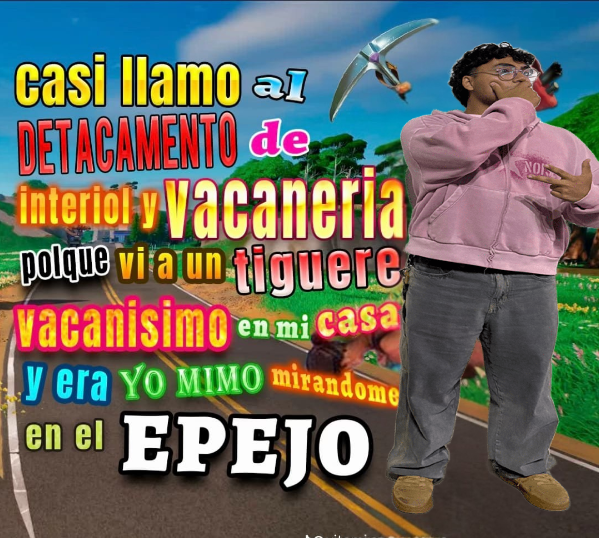 casi llamo al
DETACAMENTO de
interiol y vacaneria
polque vi a un tiguere
vacanisimo en mi casa
y era YO MIMO mirandome
en el EPEJO